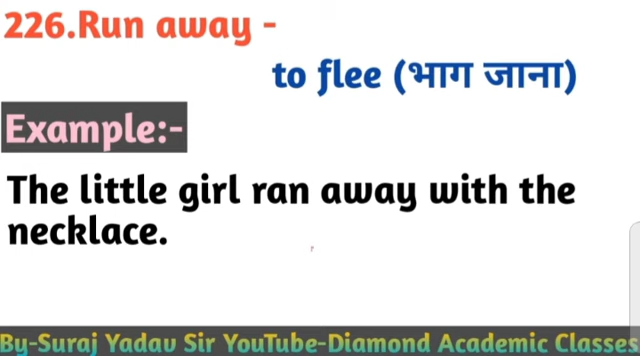 226.Run away -
to flee (भाग जाना)
Example:-
The little girl ran away with the
necklace.
By-Suraj Yadav Sir YouTube-Diamond Academic Classes